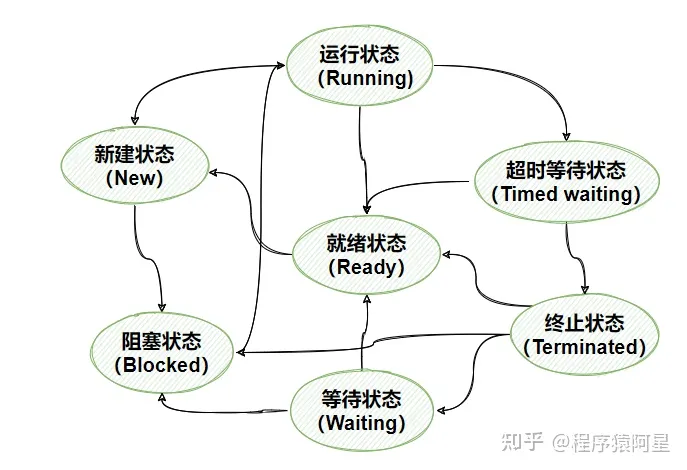 运行状态
（Running）
新建状态
（New）
超时等待状态
（Timed waiting）
就绪状态
（Ready）
阻塞状态
（Blocked）
终止状态
（Terminated）
等待状态
（Waiting）
知乎 @程序猿阿星